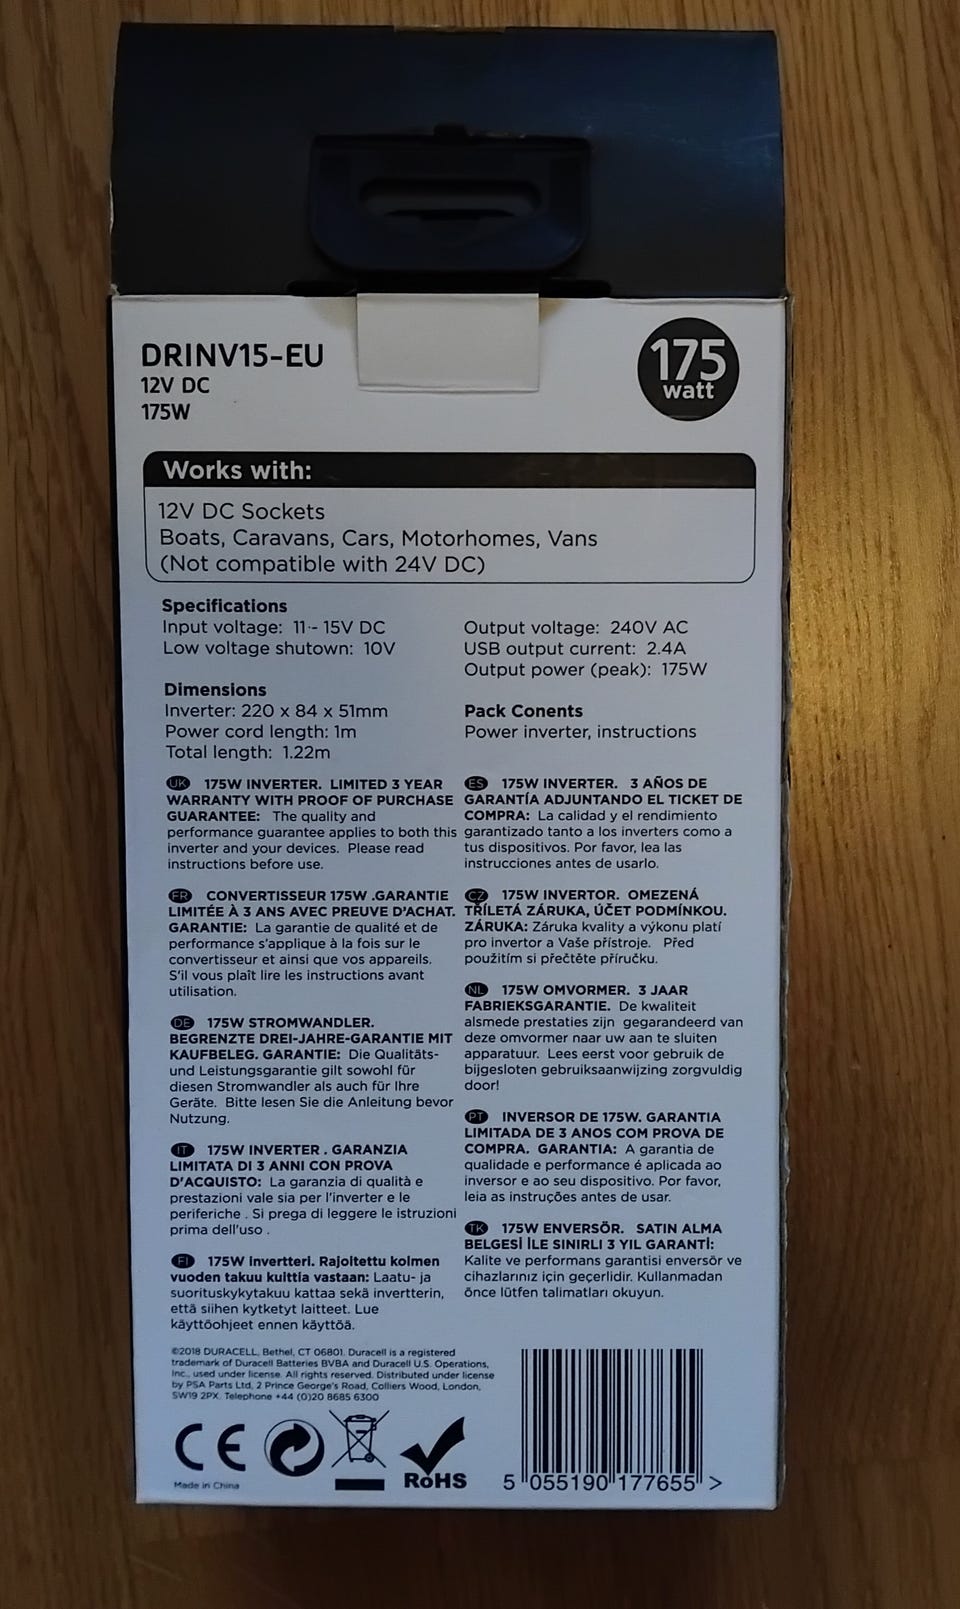 DRINV15-EU
12V DC
175W
175
watt
Works with:
12V DC Sockets
Boats, Caravans, Cars, Motorhomes, Vans
(Not compatible with 24V DC)
Specifications
Input voltage: 11-- 15V DC
Low voltage shutown: 10V
Output voltage: 240V AC
USB output current: 2.4A
Output power (peak): 175W
Dimensions
Inverter: 220 x 84 x 51mm
Power cord length: 1m
Total length: 1.22m
Pack Conents
Power inverter, instructions
UK 175W INVERTER. LIMITED 3 YEAR
WARRANTY WITH PROOF OF PURCHASE
GUARANTEE: The quality and
performance guarantee applies to both this
inverter and your devices. Please read
instructions before use.
FR CONVERTISSEUR 175W .GARANTIE
LIMITÉE À 3 ANS AVEC PREUVE D'ACHAT.
GARANTIE: La garantie de qualité et de
performance s'applique à la fois sur le
convertisseur et ainsi que vos appareils.
S'il vous plaît lire les instructions avant
utilisation.
DE 175W STROMWANDLER.
BEGRENZTE DREI-JAHRE-GARANTIE MIT
KAUFBELEG. GARANTIE: Die Qualitäts-
und Leistungsgarantie gilt sowohl für
diesen Stromwandler als auch für Ihre
Geräte. Bitte lesen Sie die Anleitung bevor
Nutzung.
IT 175W INVERTER . GARANZIA
LIMITATA DI 3 ANNI CON PROVA
D'ACQUISTO: La garanzia di qualità e
prestazioni vale sia per l'inverter e le
periferiche . Si prega di leggere le istruzioni
prima dell'uso .
FI 175W invertteri. Rajoitettu kolmen
vuoden takuu kuittia vastaan: Laatu- ja
suorituskykytakuu kattaa sekä invertterin,
että siihen kytketyt laitteet. Lue
käyttöohjeet ennen käyttöä.
ES 175W INVERTER. 3 AÑOS DE
GARANTÍA ADJUNTANDO EL TICKET DE
COMPRA: La calidad y el rendimiento
garantizado tanto a los inverters como a
tus dispositivos. Por favor, lea las
instrucciones antes de usarlo.
CZ 175W INVERTOR. OMEZENÁ
TŘÍLETÁ ZÁRUKA, ÚČET PODMÍNKOU.
ZÁRUKA: Záruka kvality a výkonu platí
pro invertor a Vaše přístroje. Před
použitím si přečtěte příručku.
NL 175W OMVORMER. 3 JAAR
FABRIEKSGARANTIE. De kwaliteit
alsmede prestaties zijn gegarandeerd van
deze omvormer naar uw aan te sluiten
apparatuur. Lees eerst voor gebruik de
bijgesloten gebruiksaanwijzing zorgvuldig
door!
PT INVERSOR DE 175W. GARANTIA
LIMITADA DE 3 ANOS COM PROVA DE
COMPRA. GARANTIA: A garantia de
qualidade e performance é aplicada ao
inversor e ao seu dispositivo. Por favor,
leia as instruções antes de usar.
TK 175W ENVERSÖR. SATIN ALMA
BELGESİ İLE SINIRLI 3 YIL GARANTİ:
Kalite ve performans garantisi enversör ve
cihazlarınız için geçerlidir. Kullanmadan
önce lütfen talimatları okuyun.
©2018 DURACELL, Bethel, CT 06801. Duracell is a registered
trademark of Duracell Batteries BVBA and Duracell U.S. Operations,
Inc., used under license. All rights reserved. Distributed under license
by PSA Parts Ltd, 2 Prince George's Road, Colliers Wood, London,
SW19 2PX. Telephone +44 (0)20 8685 6300
CE
RoHS
Made in China
5 055190 177655 >